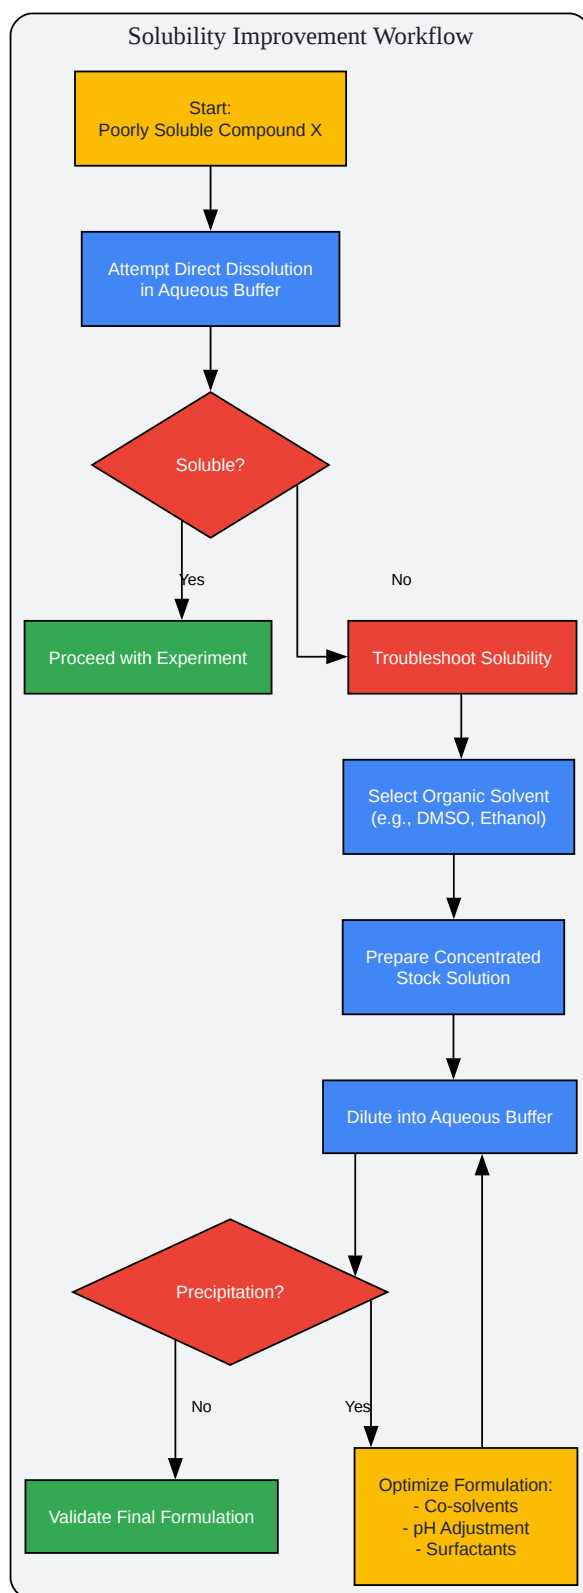 Solubility Improvement Workflow
Start:
Poorly Soluble Compound X
Attempt Direct Dissolution
in Aqueous Buffer
Soluble?
Yes
No
Proceed with Experiment
Troubleshoot Solubility
Select Organic Solvent
(e.g., DMSO, Ethanol)
Prepare Concentrated
Stock Solution
Dilute into Aqueous Buffer
Precipitation?
No
Yes
Validate Final Formulation
Optimize Formulation:
- Co-solvents
- pH Adjustment
- Surfactants